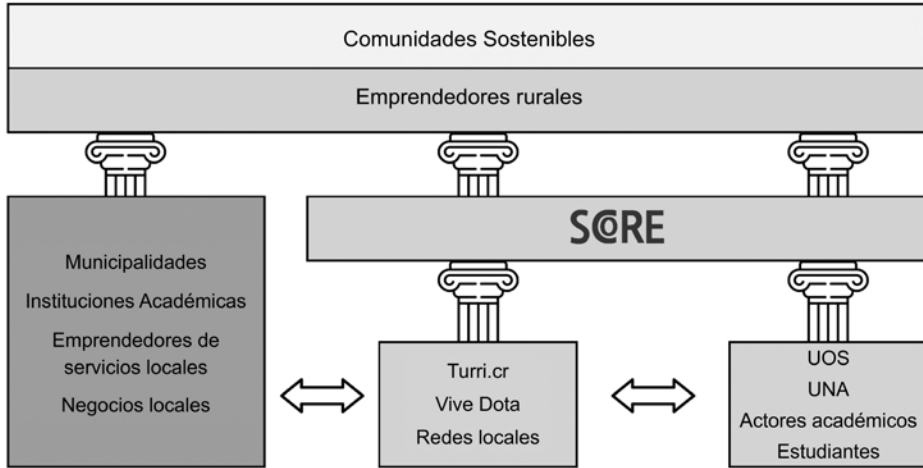 Comunidades Sostenibles
Emprendedores rurales
SCORE
Municipalidades
Instituciones Académicas
Emprendedores de
servicios locales
Negocios locales
Turri.cr
Vive Dota
Redes locales
UOS
UNA
Actores académicos
Estudiantes